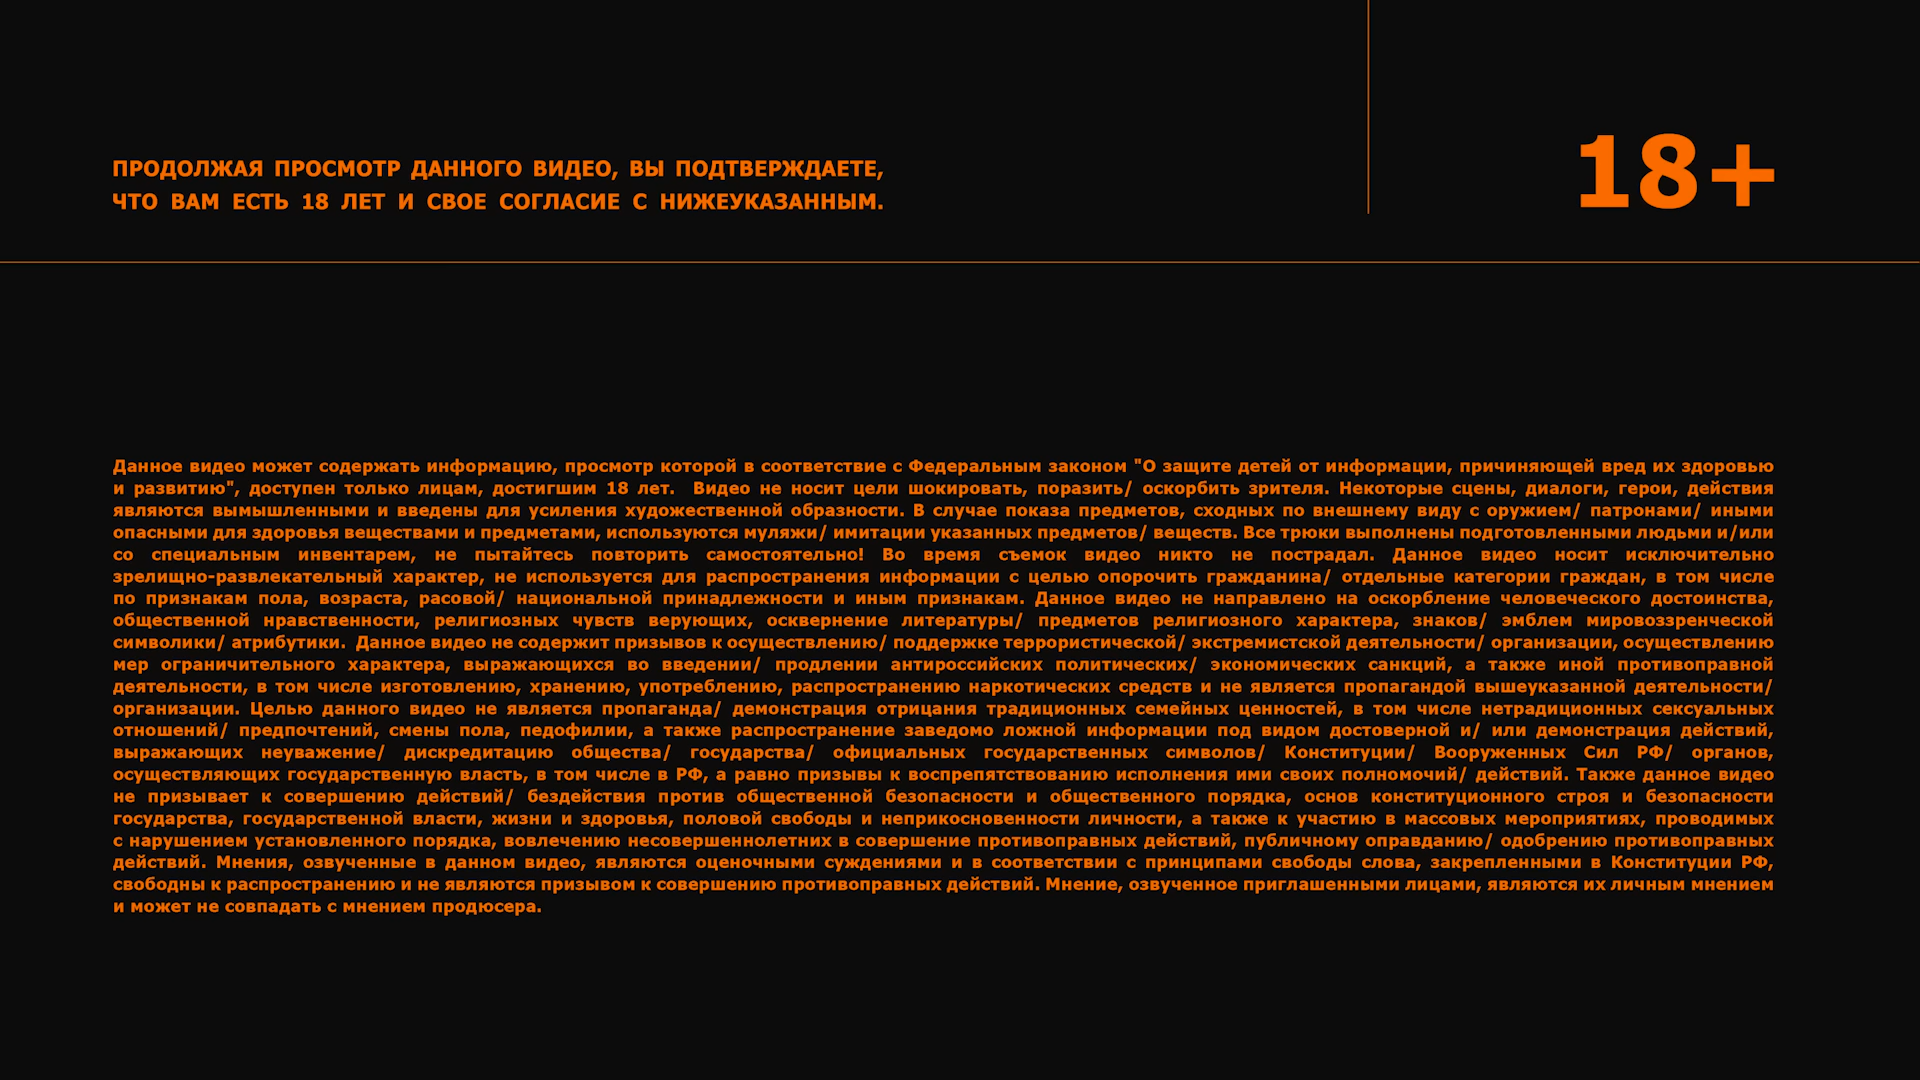 ПРОДОЛЖАЯ ПРОСМОТР ДАННОГО ВИДЕО, ВЫ ПОДТВЕРЖДАЕТЕ,
ЧТО ВАМ ЕСТЬ 18 ЛЕТ И СВОЕ СОГЛАСИЕ С НИЖЕУКАЗАННЫМ.
18+
Данное видео может содержать информацию, просмотр которой в соответствие с Федеральным законом "О защите детей от информации, причиняющей вред их здоровью
и развитию", доступен только лицам, достигшим 18 лет. Видео не носит цели шокировать, поразить/ оскорбить зрителя. Некоторые сцены, диалоги, герои, действия
являются вымышленными и введены для усиления художественной образности. В случае показа предметов, сходных по внешнему виду с оружием/ патронами/ иными
опасными для здоровья веществами и предметами, используются муляжи/ имитации указанных предметов/ веществ. Все трюки выполнены подготовленными людьми и/или
со специальным инвентарем, не пытайтесь повторить самостоятельно! Во время съемок видео никто не пострадал. Данное видео носит исключительно
зрелищно-развлекательный характер, не используется для распространения информации с целью опорочить гражданина/ отдельные категории граждан, в том числе
по признакам пола, возраста, расовой/ национальной принадлежности и иным признакам. Данное видео не направлено на оскорбление человеческого достоинства,
общественной нравственности, религиозных чувств верующих, осквернение литературы/ предметов религиозного характера, знаков/ эмблем мировоззренческой
символики/ атрибутики. Данное видео не содержит призывов к осуществлению/ поддержке террористической/ экстремистской деятельности/ организации, осуществлению
мер ограничительного характера, выражающихся во введении/ продлении антироссийских политических/ экономических санкций, а также иной противоправной
деятельности, в том числе изготовлению, хранению, употреблению, распространению наркотических средств и не является пропагандой вышеуказанной деятельности/
организации. Целью данного видео не является пропаганда/ демонстрация отрицания традиционных семейных ценностей, в том числе нетрадиционных сексуальных
отношений/ предпочтений, смены пола, педофилии, а также распространение заведомо ложной информации под видом достоверной и/ или демонстрация действий,
выражающих неуважение/ дискредитацию общества/ государства/ официальных государственных символов/ Конституции/ Вооруженных Сил РФ/ органов,
осуществляющих государственную власть, в том числе в РФ, а равно призывы к воспрепятствованию исполнения ими своих полномочий/ действий. Также данное видео
не призывает к совершению действий/ бездействия против общественной безопасности и общественного порядка, основ конституционного строя и безопасности
государства, государственной власти, жизни и здоровья, половой свободы и неприкосновенности личности, а также к участию в массовых мероприятиях, проводимых
с нарушением установленного порядка, вовлечению несовершеннолетних в совершение противоправных действий, публичному оправданию/ одобрению противоправных
действий. Мнения, озвученные в данном видео, являются оценочными суждениями и в соответствии с принципами свободы слова, закрепленными в Конституции РФ,
свободны к распространению и не являются призывом к совершению противоправных действий. Мнение, озвученное приглашенными лицами, являются их личным мнением
и может не совпадать с мнением продюсера.